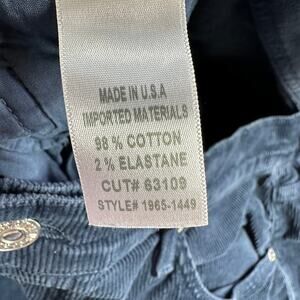 MADE IN U.S.A
IMPORTED MATERIALS
98 % COTTON
2 % ELASTANE
CUT# 63109
STYLE# 1965-1449